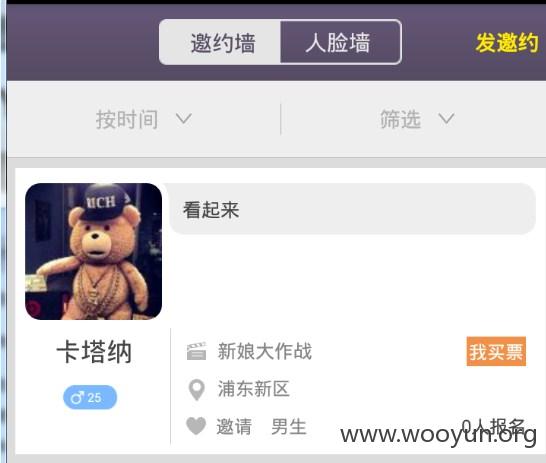 邀约墙 人脸墙 发邀约
按时间 筛选
RICH
看起来
卡塔纳
♂ 25
新娘大作战 我买票
浦东新区
邀请 男生 0人报名
www.wooyun.org